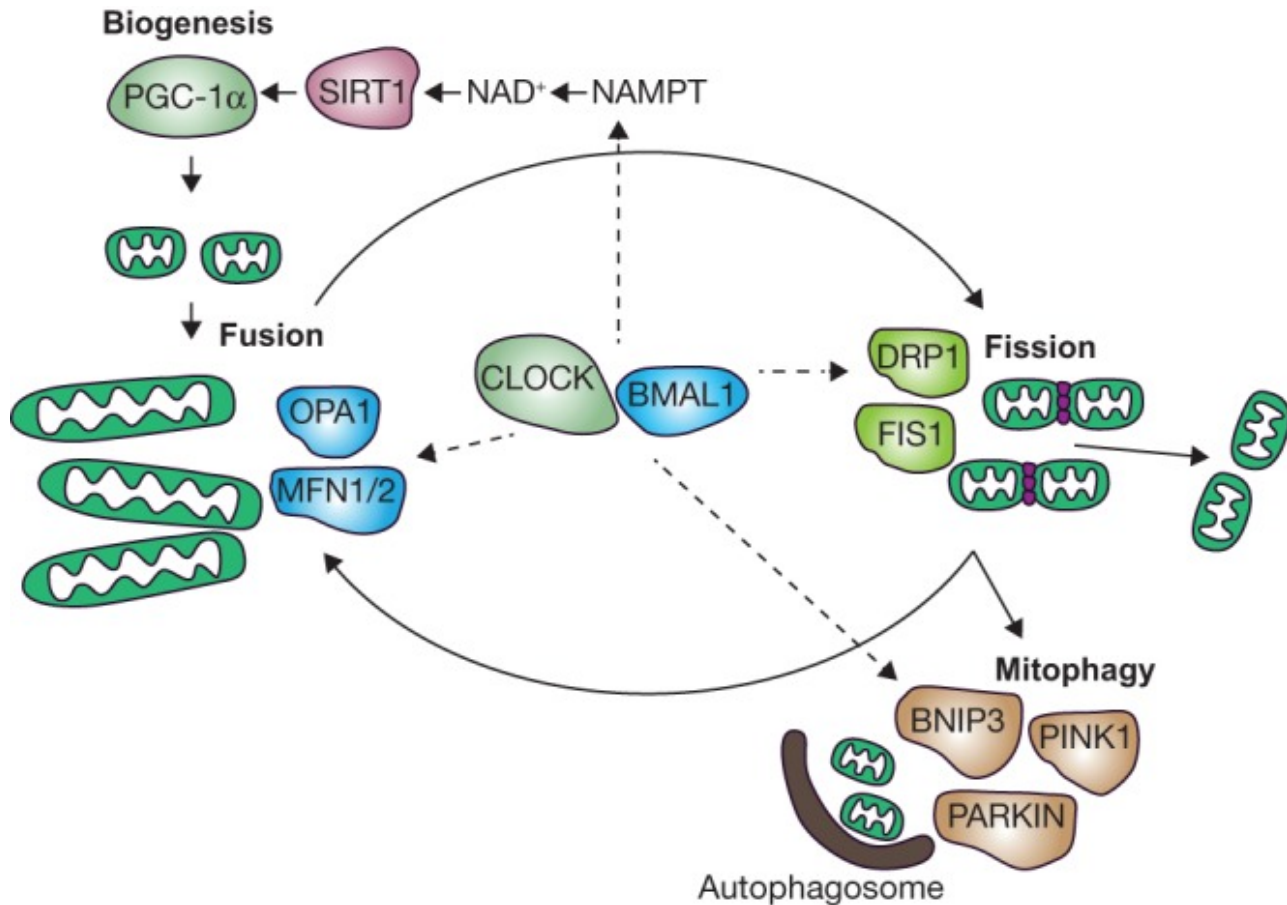 Biogenesis
PGC-1α
SIRT1
NAD⁺
NAMPT
Fusion
OPA1
MFN1/2
CLOCK
BMAL1
DRP1
Fission
FIS1
Mitophagy
BNIP3
PINK1
PARKIN
Autophagosome